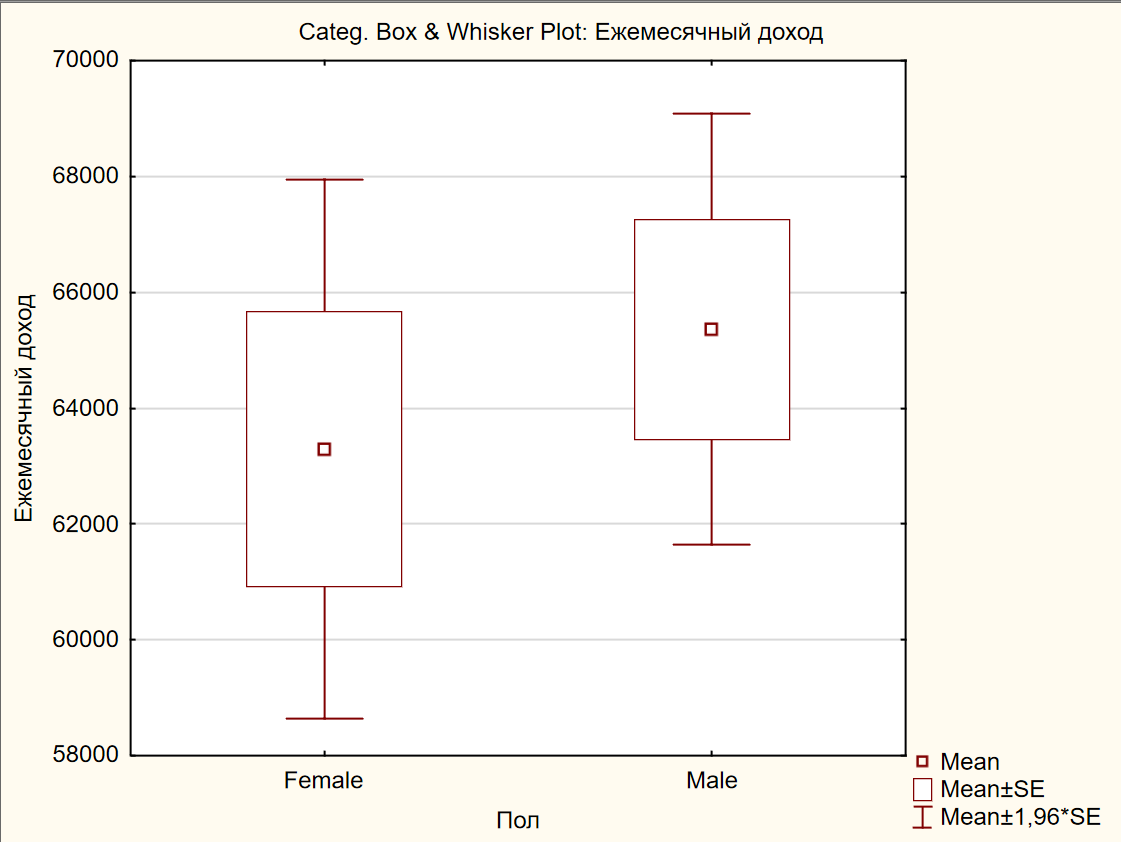 Categ. Box & Whisker Plot: Ежемесячный доход
70000
68000
66000
64000
62000
60000
58000
Ежемесячный доход
Female
Male
Пол
Mean
Mean±SE
Mean±1,96*SE